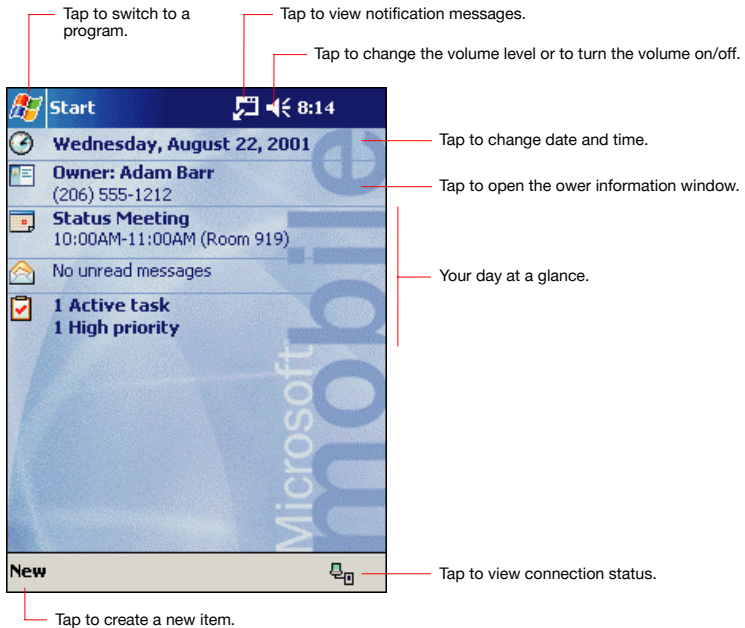 Tap to switch to a
program.
Tap to view notification messages.
Tap to change the volume level or to turn the volume on/off.
Start 8:14
Wednesday, August 22, 2001
Tap to change date and time.
Owner: Adam Barr
(206) 555-1212
Tap to open the ower information window.
Status Meeting
10:00AM-11:00AM (Room 919)
No unread messages
Your day at a glance.
1 Active task
1 High priority
Microsoft
mobile
New
Tap to view connection status.
Tap to create a new item.